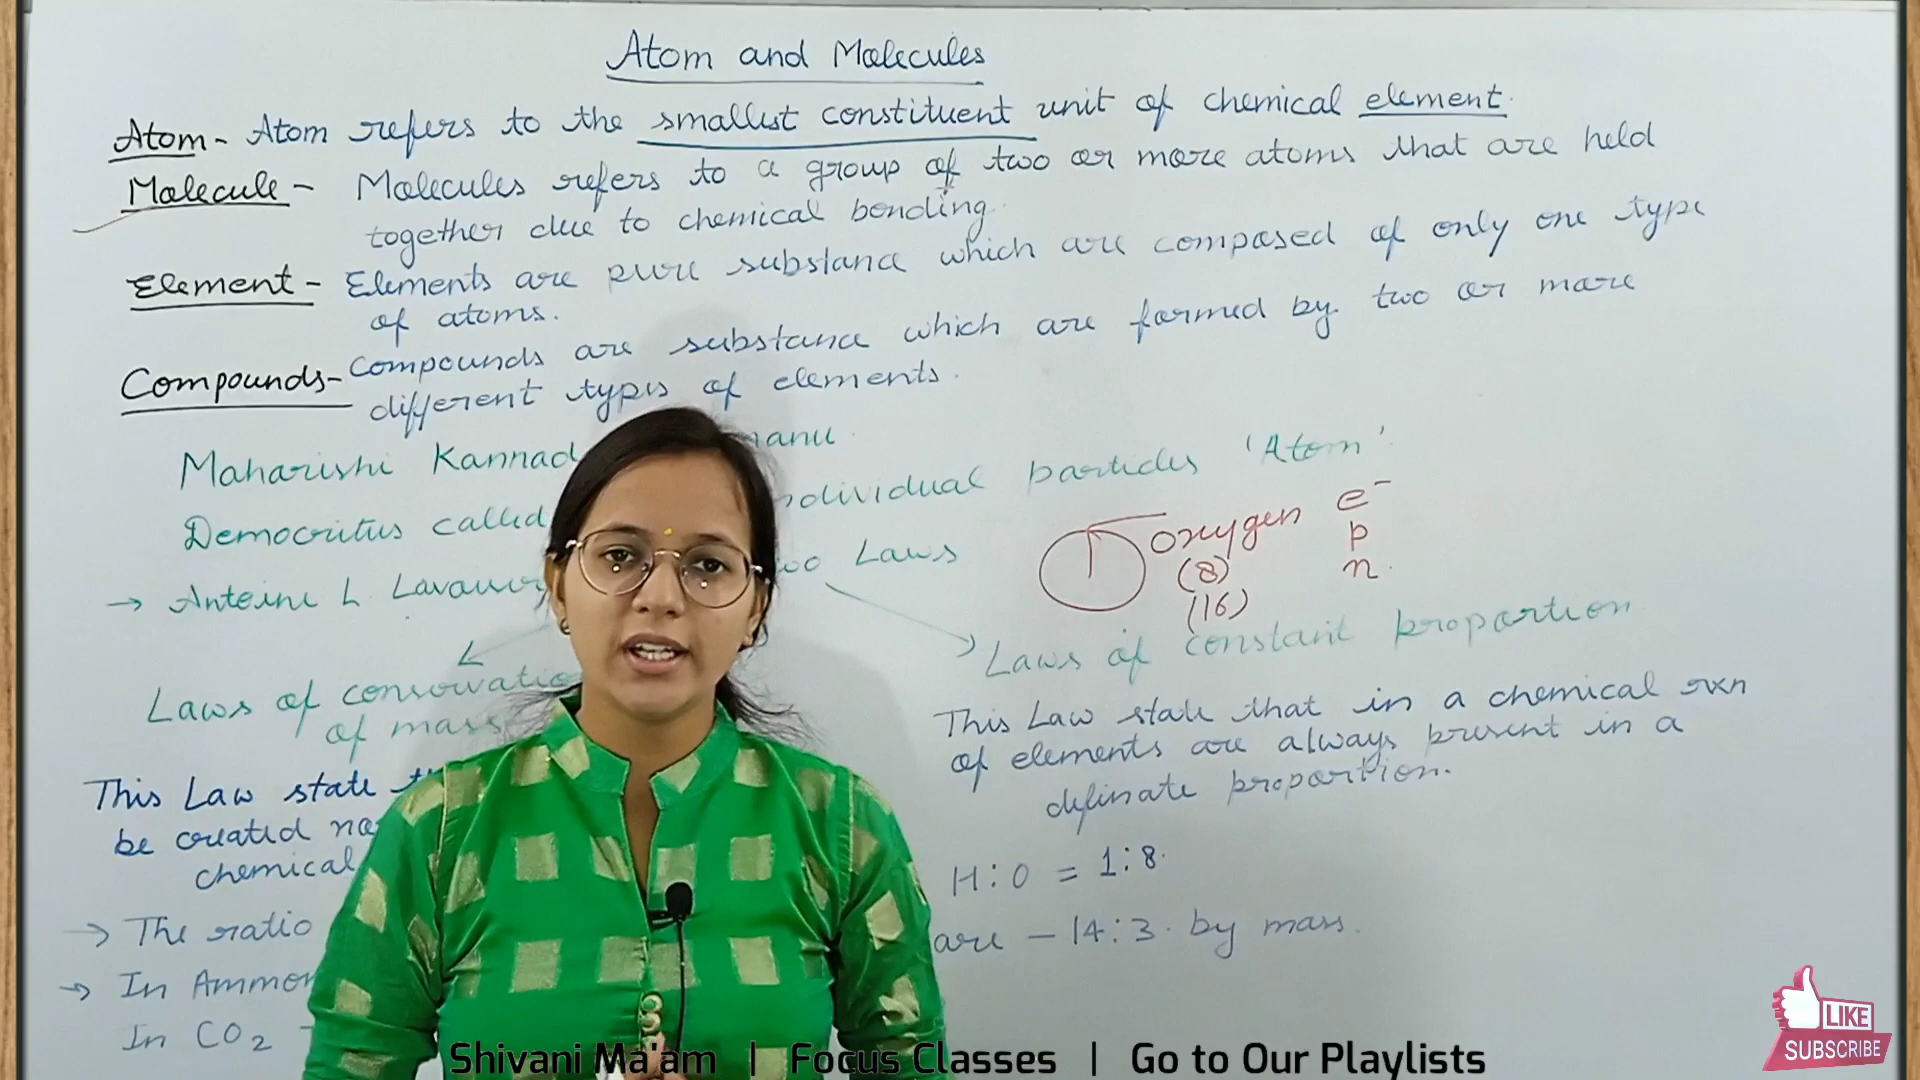 Atom and Molecules
Atom - Atom refers to the smallest constituent unit of chemical element.
Molecule - Molecules refers to a group of two or more atoms that are held
together due to chemical bonding.
Element - Elements are pure substance which are composed of only one type
of atoms.
Compounds - Compounds are substance which are formed by two or more
different types of elements.
Maharishi Kannad
Democritus called individual particles 'Atom'.
oxygen e⁻
(8) p
(16) n.
→ Antoine L. Laws
Laws of conservation
of mass
This Law state
be created
chemical
Laws of constant proportion
This Law state that in a chemical rxn
of elements are always present in a
definate proportion.
→ The ratio H:O = 1:8.
→ In Ammon are - 14:3. by mass.
In CO₂
LIKE
SUBSCRIBE
Shivani Ma'am | Focus Classes | Go to Our Playlists